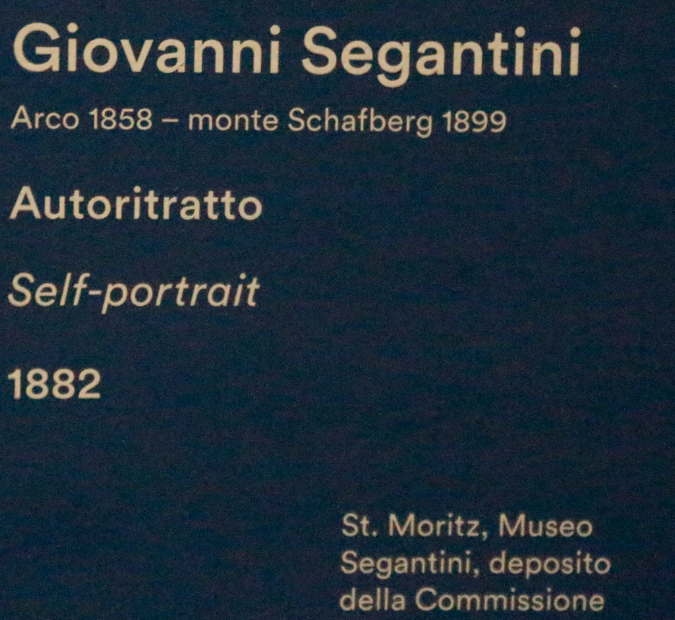 Giovanni Segantini
Arco 1858 – monte Schafberg 1899
Autoritratto
Self-portrait
1882
St. Moritz, Museo
Segantini, deposito
della Commissione